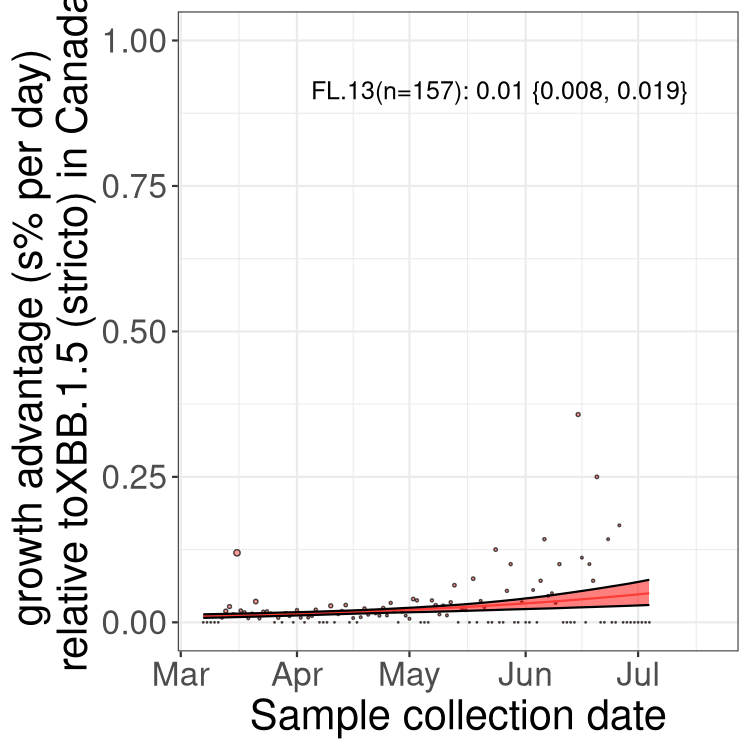 growth advantage (s% per day)
relative toXBB.1.5 (stricto) in Canada
1.00
0.75
0.50
0.25
0.00
FL.13(n=157): 0.01 {0.008, 0.019}
Mar Apr May Jun Jul
Sample collection date